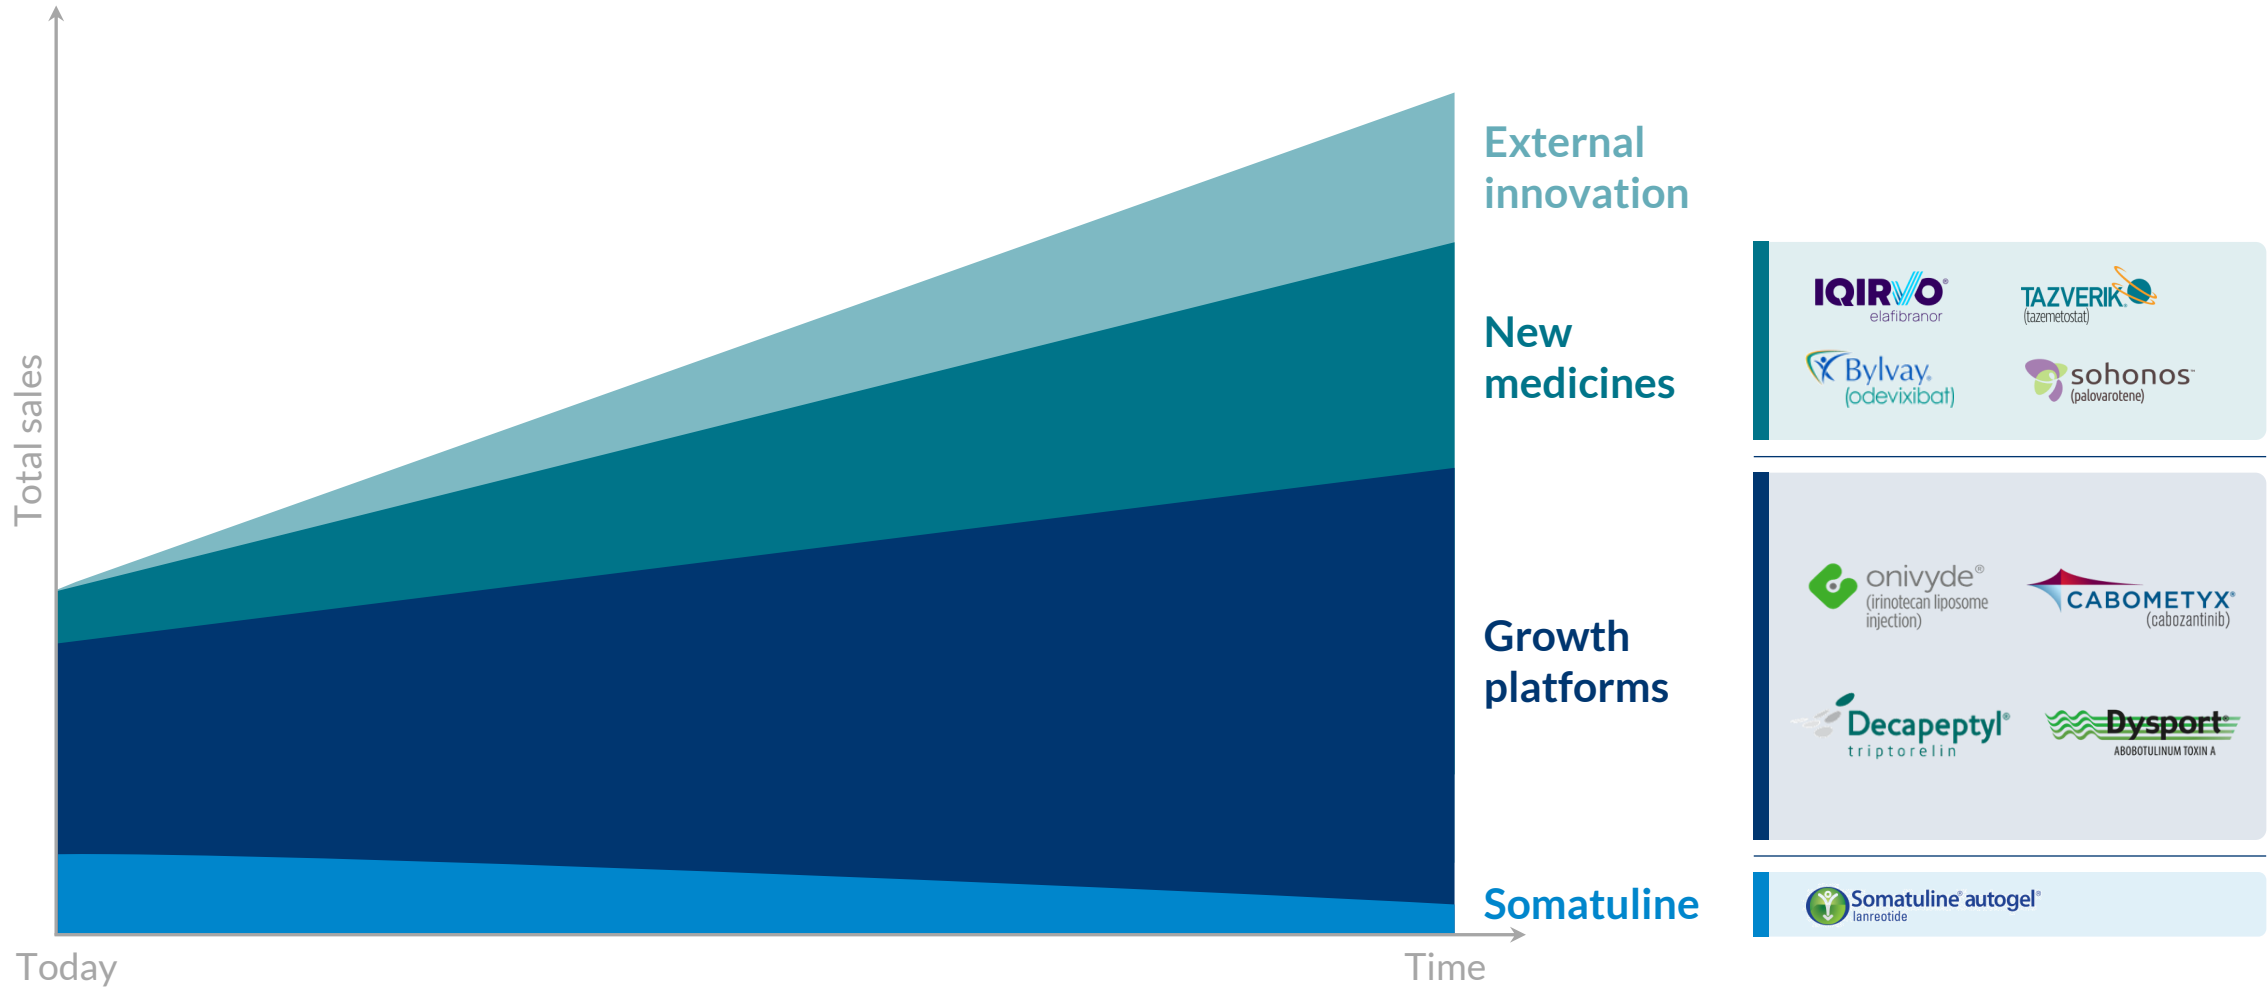 Total sales
Today
Time
External
innovation
New
medicines
Growth
platforms
Somatuline
IQIRVO®
elafibranor
TAZVERIK®
(tazemetostat)
Bylvay®
(odevixibat)
sohonos™
(palovarotene)
onivyde®
(irinotecan liposome
injection)
CABOMETYX®
(cabozantinib)
Decapeptyl®
triptorelin
Dysport®
ABOBOTULINUM TOXIN A
Somatuline® autogel®
lanreotide